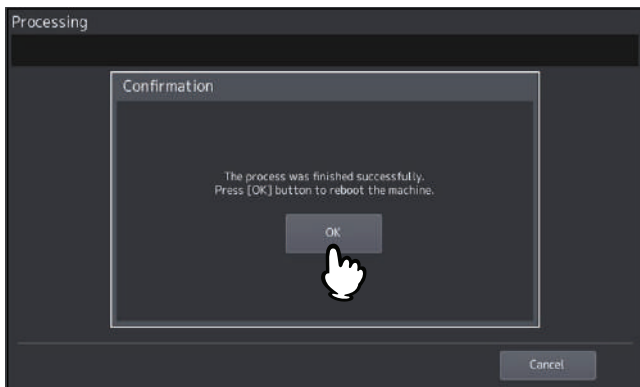 Processing
Confirmation
The process was finished successfully.
Press [OK] button to reboot the machine.
OK
Cancel